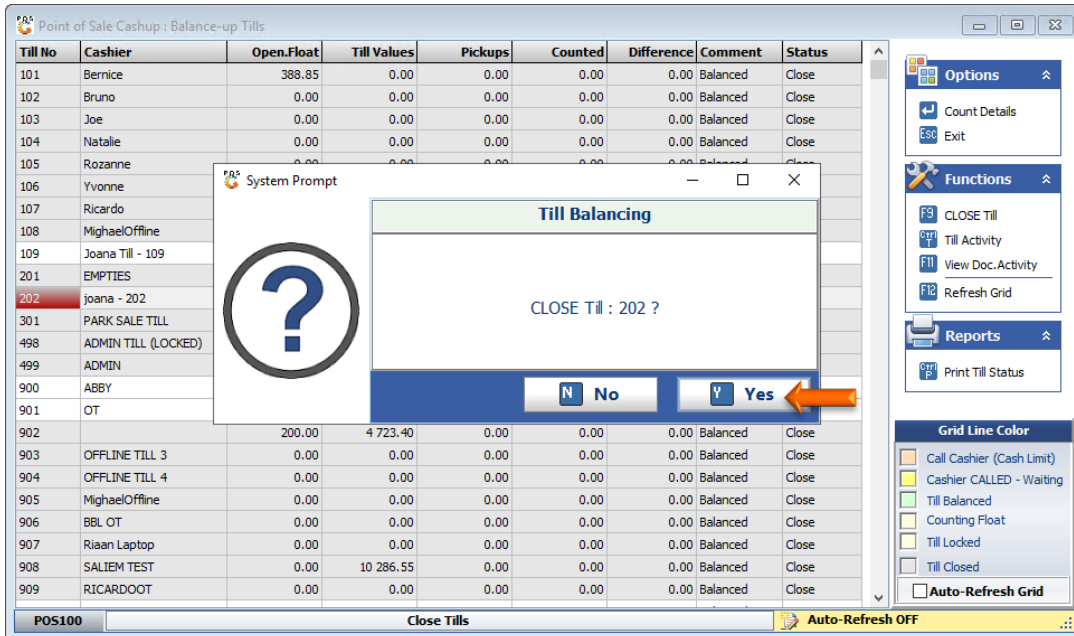 Point of Sale Cashup : Balance-up Tills
Till No Cashier Open.Float Till Values Pickups Counted Difference Comment Status
101 Bernice 388.85 0.00 0.00 0.00 0.00 Balanced Close
102 Bruno 0.00 0.00 0.00 0.00 0.00 Balanced Close
103 Joe 0.00 0.00 0.00 0.00 0.00 Balanced Close
104 Natalie 0.00 0.00 0.00 0.00 0.00 Balanced Close
105 Rozanne
106 Yvonne
107 Ricardo
108 MighaelOffline
109 Joana Till - 109
201 EMPTIES
202 joana - 202
301 PARK SALE TILL
498 ADMIN TILL (LOCKED)
499 ADMIN
900 ABBY
901 OT
902 200.00 4 723.40 0.00 0.00 0.00 Balanced Close
903 OFFLINE TILL 3 0.00 0.00 0.00 0.00 0.00 Balanced Close
904 OFFLINE TILL 4 0.00 0.00 0.00 0.00 0.00 Balanced Close
905 MighaelOffline 0.00 0.00 0.00 0.00 0.00 Balanced Close
906 BBL OT 0.00 0.00 0.00 0.00 0.00 Balanced Close
907 Riaan Laptop 0.00 0.00 0.00 0.00 0.00 Balanced Close
908 SALIEM TEST 0.00 10 286.55 0.00 0.00 0.00 Balanced Close
909 RICARDOOT 0.00 0.00 0.00 0.00 0.00 Balanced Close
System Prompt
Till Balancing
CLOSE Till : 202 ?
N No
Y Yes
Options
Count Details
Esc Exit
Functions
F9 CLOSE Till
Ctrl T Till Activity
F11 View Doc.Activity
F12 Refresh Grid
Reports
Ctrl P Print Till Status
Grid Line Color
Call Cashier (Cash Limit)
Cashier CALLED - Waiting
Till Balanced
Counting Float
Till Locked
Till Closed
Auto-Refresh Grid
POS100 Close Tills Auto-Refresh OFF